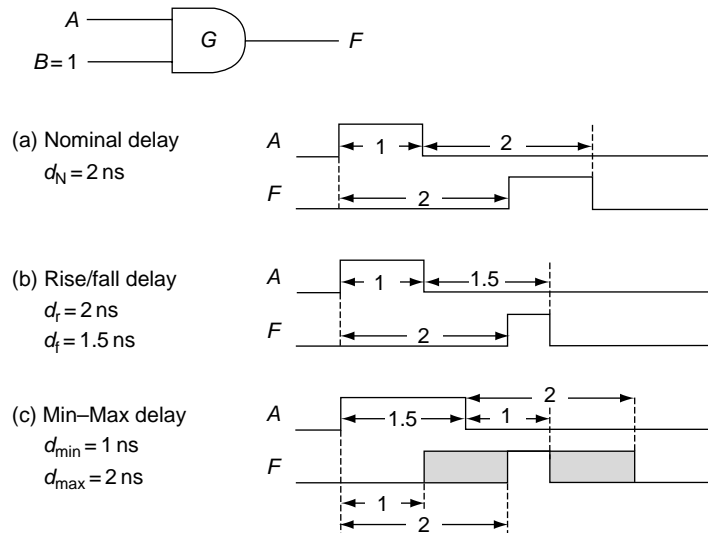 A
G
F
B = 1
(a) Nominal delay
d_N = 2 ns
A
1
2
F
2
(b) Rise/fall delay
d_r = 2 ns
d_f = 1.5 ns
A
1
1.5
F
2
(c) Min–Max delay
d_min = 1 ns
d_max = 2 ns
2
A
1.5
1
F
1
2